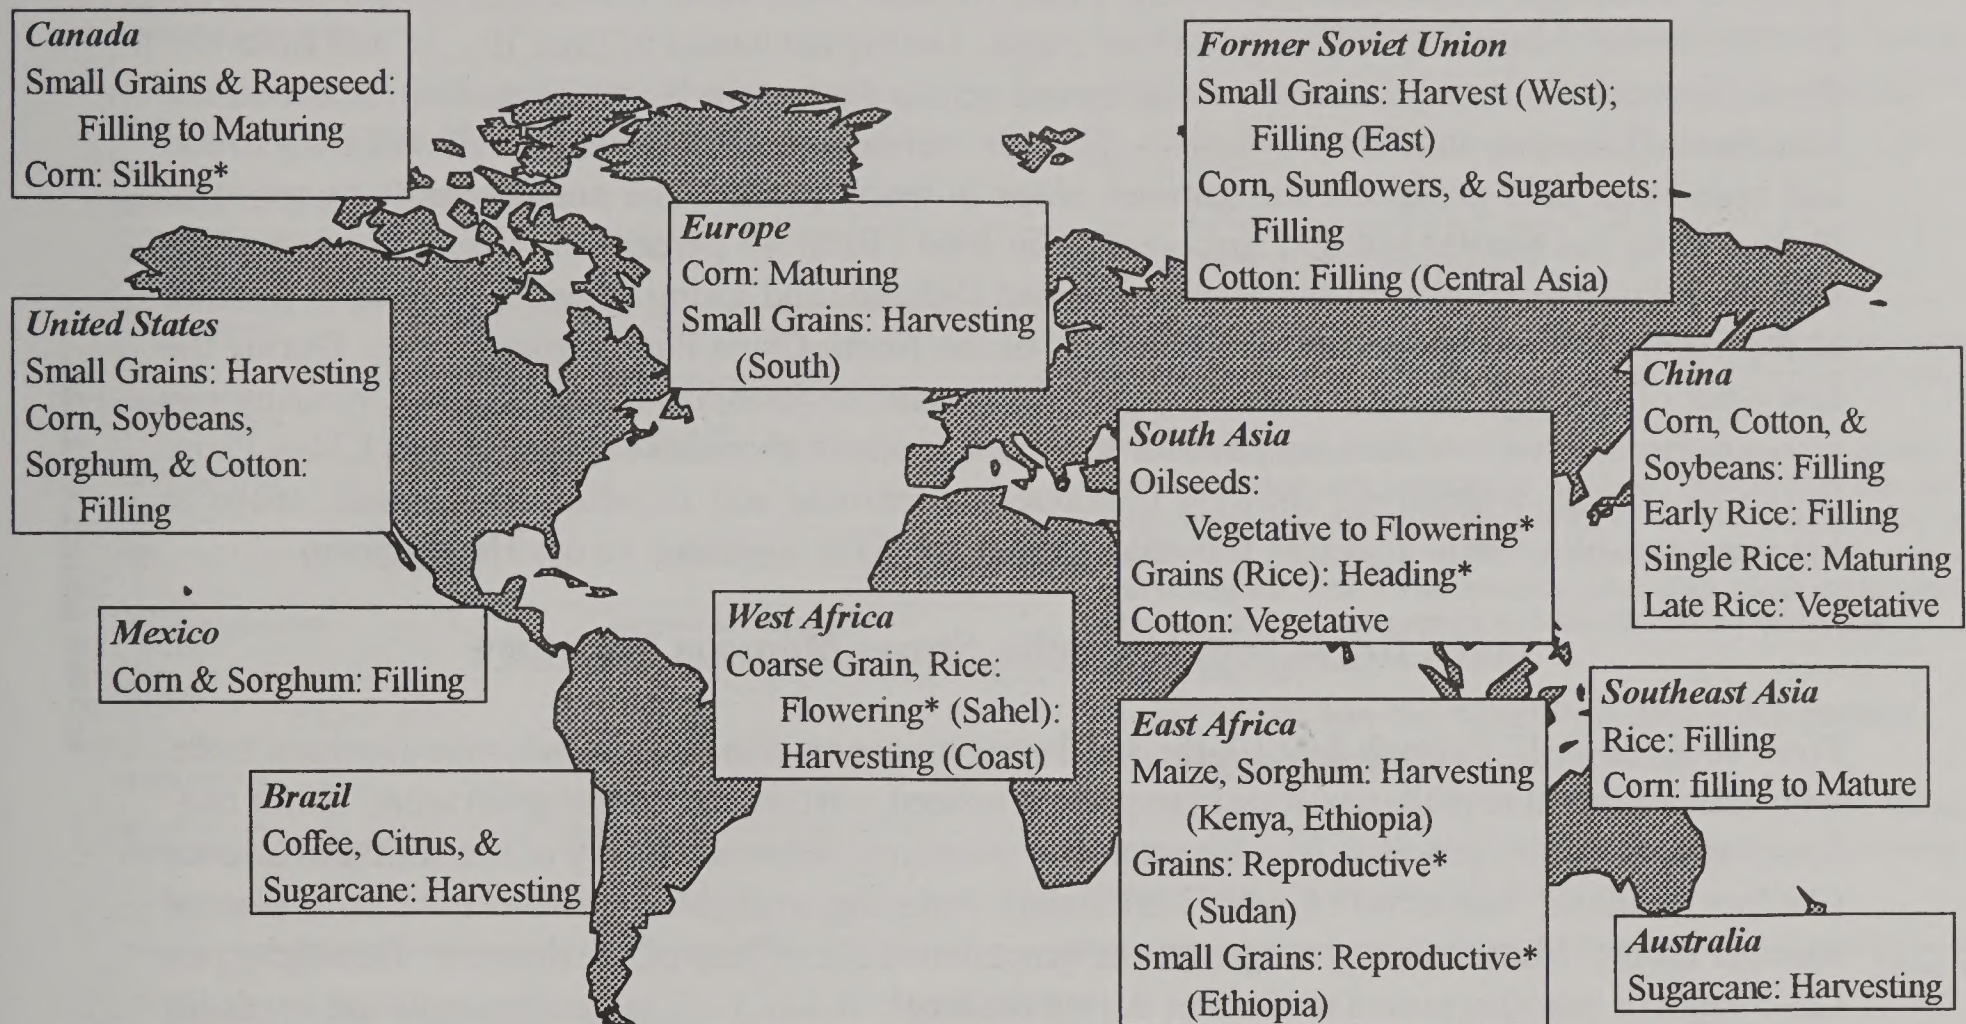 Canada
Small Grains & Rapeseed:
Filling to Maturing
Corn: Silking*
Former Soviet Union
Small Grains: Harvest (West);
Filling (East)
Corn, Sunflowers, & Sugarbeets:
Filling
Cotton: Filling (Central Asia)
Europe
Corn: Maturing
Small Grains: Harvesting
(South)
United States
Small Grains: Harvesting
Corn, Soybeans,
Sorghum, & Cotton:
Filling
China
Corn, Cotton, &
Soybeans: Filling
Early Rice: Filling
Single Rice: Maturing
Late Rice: Vegetative
South Asia
Oilseeds:
Vegetative to Flowering*
Grains (Rice): Heading*
Cotton: Vegetative
Mexico
Corn & Sorghum: Filling
West Africa
Coarse Grain, Rice:
Flowering* (Sahel):
Harvesting (Coast)
Southeast Asia
Rice: Filling
Corn: filling to Mature
East Africa
Maize, Sorghum: Harvesting
(Kenya, Ethiopia)
Grains: Reproductive*
(Sudan)
Small Grains: Reproductive*
(Ethiopia)
Brazil
Coffee, Citrus, &
Sugarcane: Harvesting
Australia
Sugarcane: Harvesting